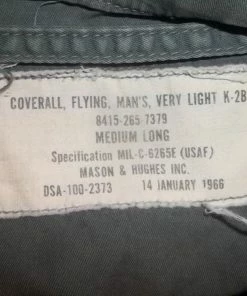 COVERALL, FLYING, MAN'S, VERY LIGHT K-2B
8415-265-7379
MEDIUM LONG
Specification MIL-C-6265E (USAF)
MASON & HUGHES INC.
DSA-100-2373 14 JANUARY 1966